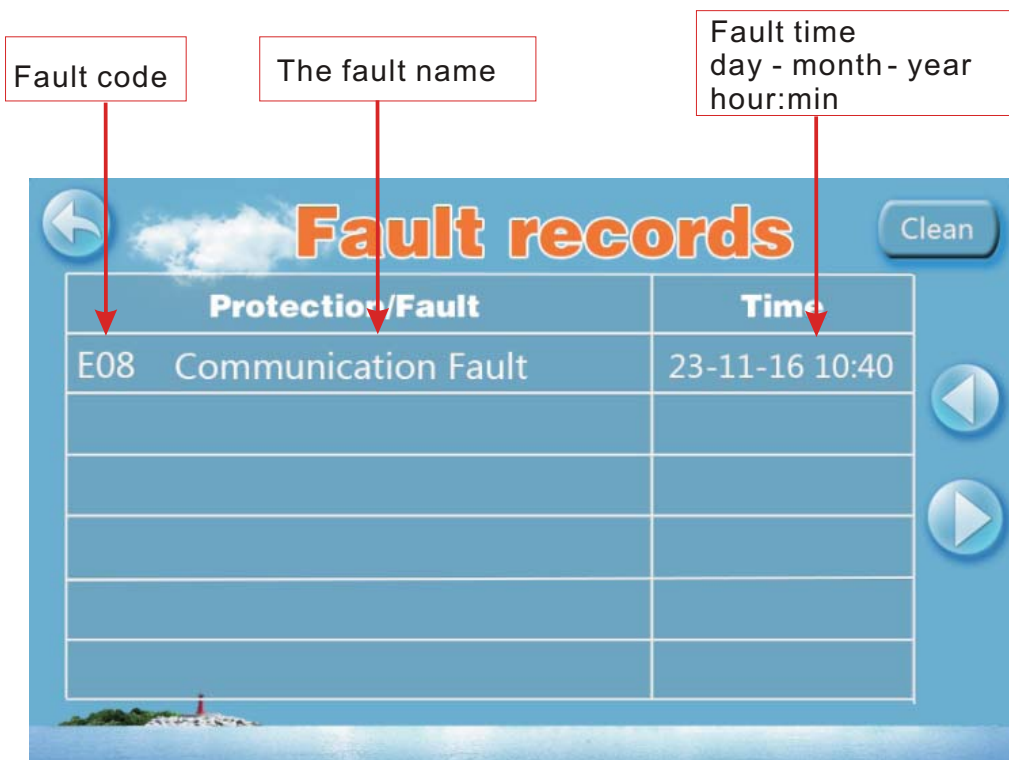 Fault code
The fault name
Fault time
day - month - year
hour:min
Fault records
Clean
Protection/Fault
Time
E08 Communication Fault
23-11-16 10:40